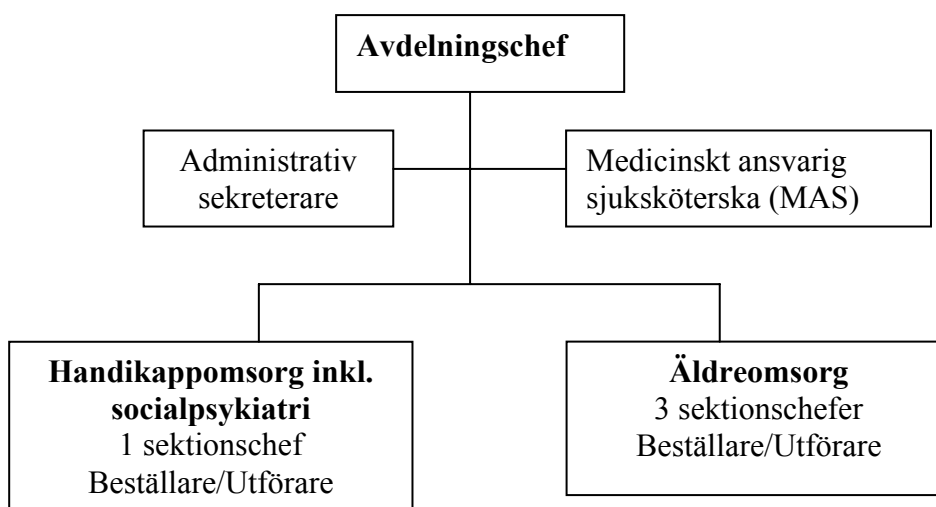 Avdelningschef
Administrativ
sekreterare
Medicinskt ansvarig
sjuksköterska (MAS)
Handikappomsorg inkl.
socialpsykiatri
1 sektionschef
Beställare/Utförare
Äldreomsorg
3 sektionschefer
Beställare/Utförare